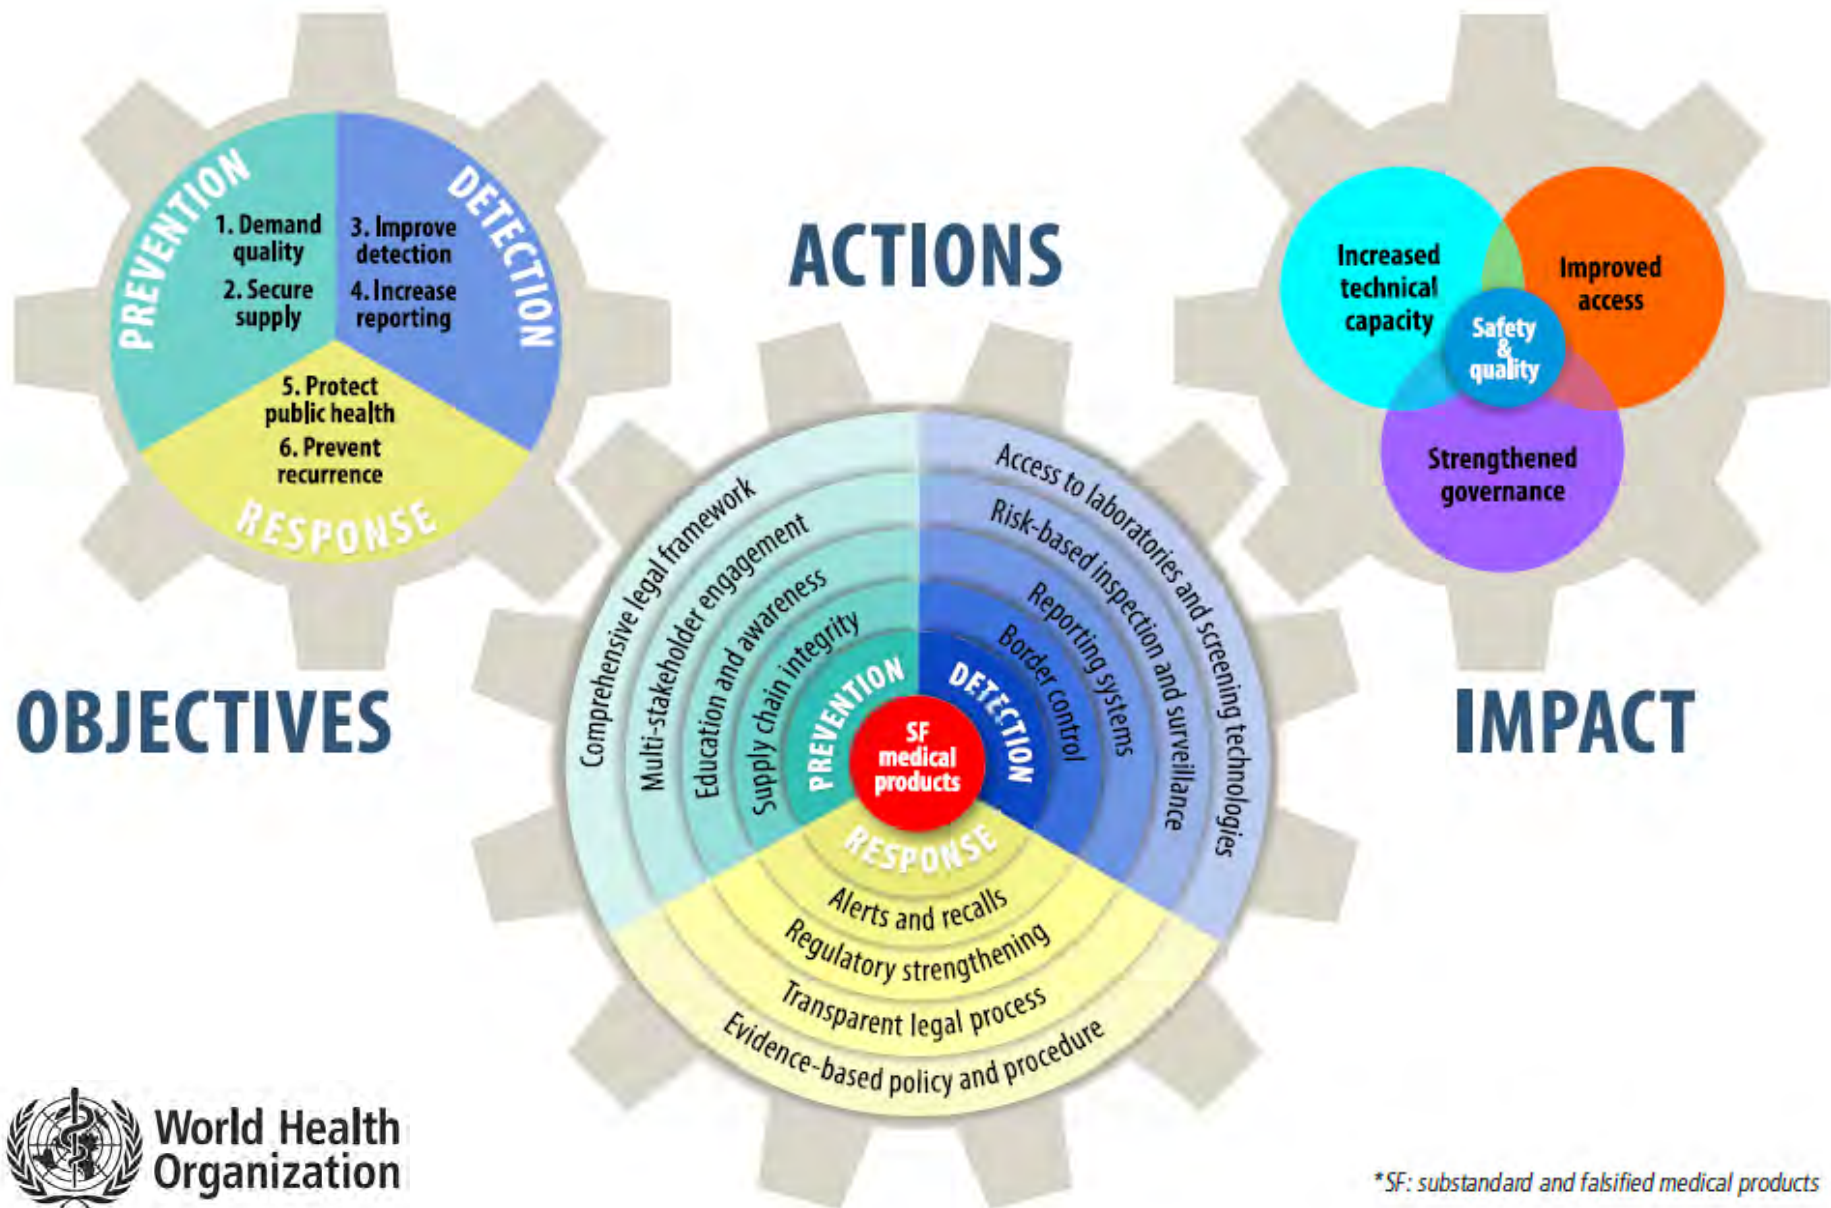 PREVENTION
1. Demand
quality
2. Secure
supply
DETECTION
3. Improve
detection
4. Increase
reporting
5. Protect
public health
6. Prevent
recurrence
RESPONSE
OBJECTIVES
ACTIONS
Comprehensive legal framework
Multi-stakeholder engagement
Education and awareness
Supply chain integrity
PREVENTION
Access to laboratories and screening technologies
Risk-based inspection and surveillance
Reporting systems
Border control
DETECTION
SF
medical
products
RESPONSE
Alerts and recalls
Regulatory strengthening
Transparent legal process
Evidence-based policy and procedure
Increased
technical
capacity
Improved
access
Safety
&
quality
Strengthened
governance
IMPACT
World Health
Organization
*SF: substandard and falsified medical products